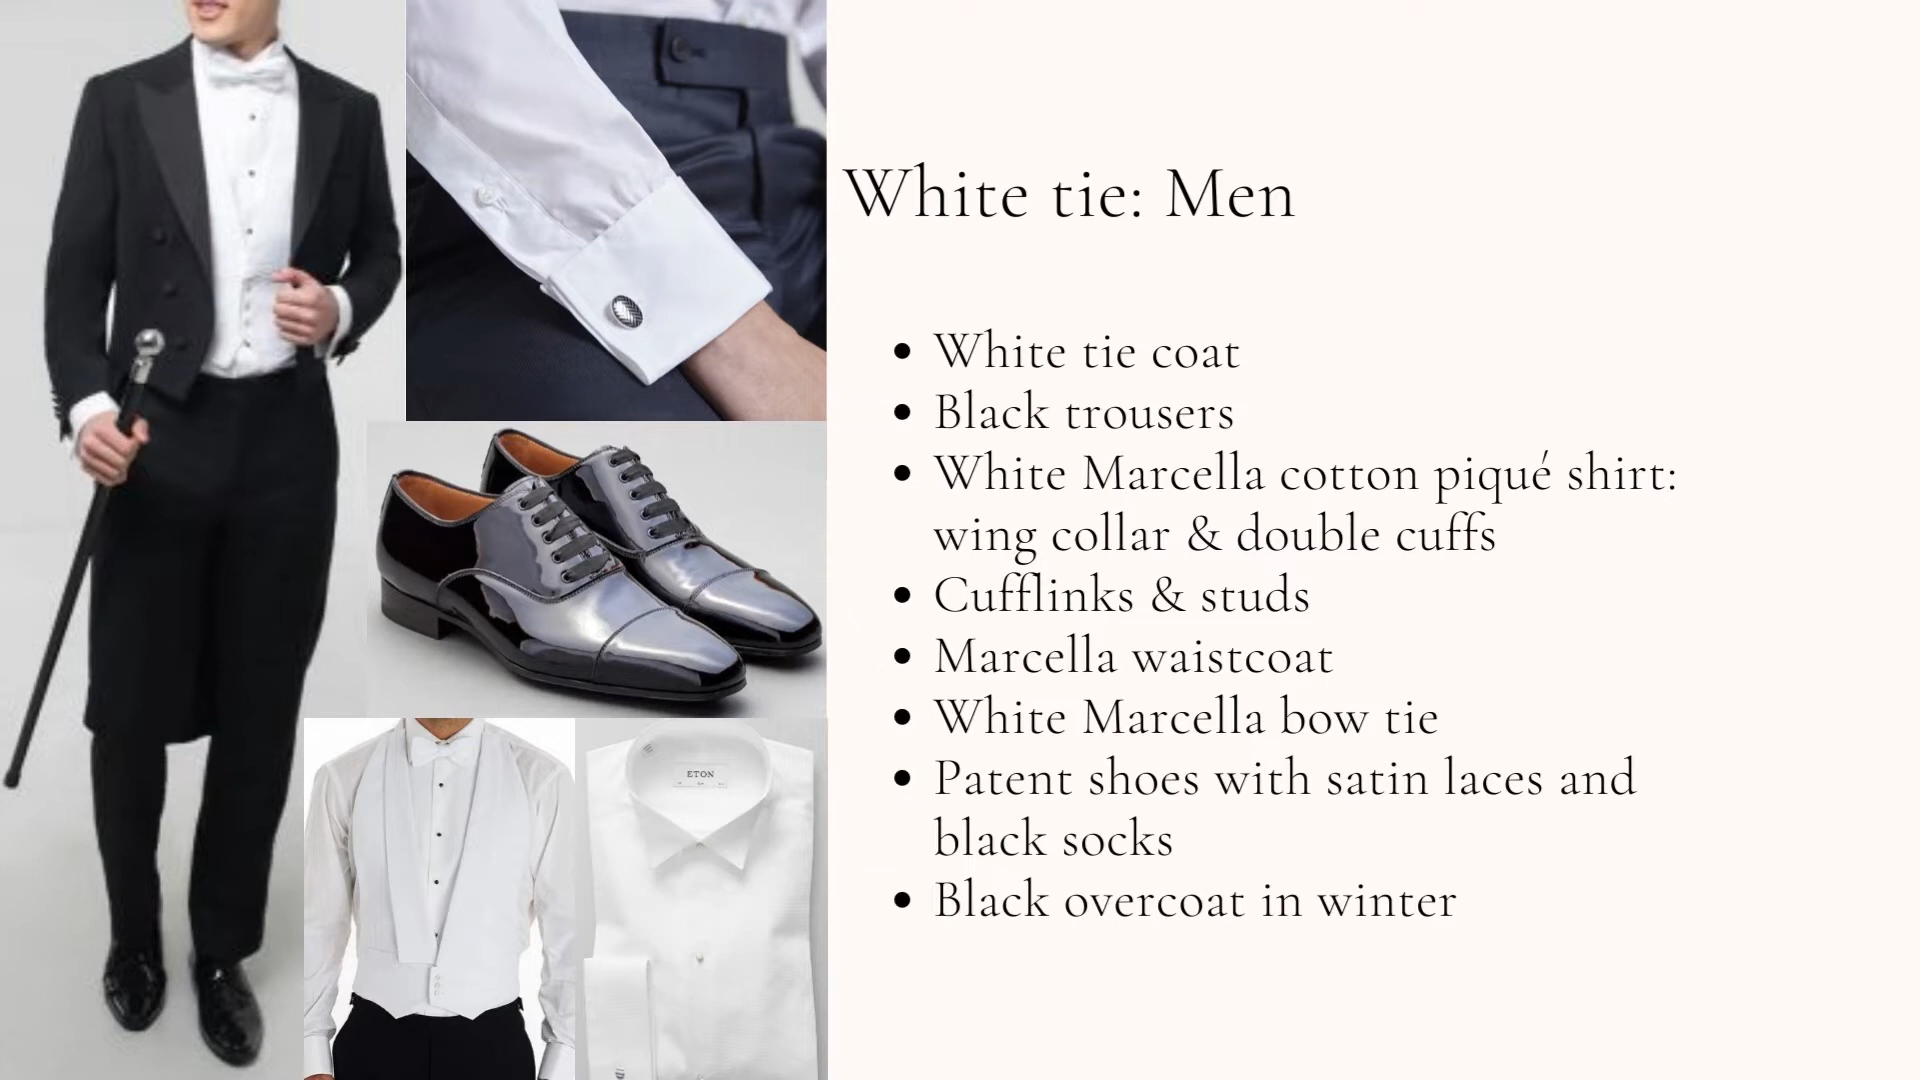 White tie: Men
White tie coat
Black trousers
White Marcella cotton piqué shirt:
wing collar & double cuffs
Cufflinks & studs
Marcella waistcoat
White Marcella bow tie
Patent shoes with satin laces and
black socks
Black overcoat in winter
ETON